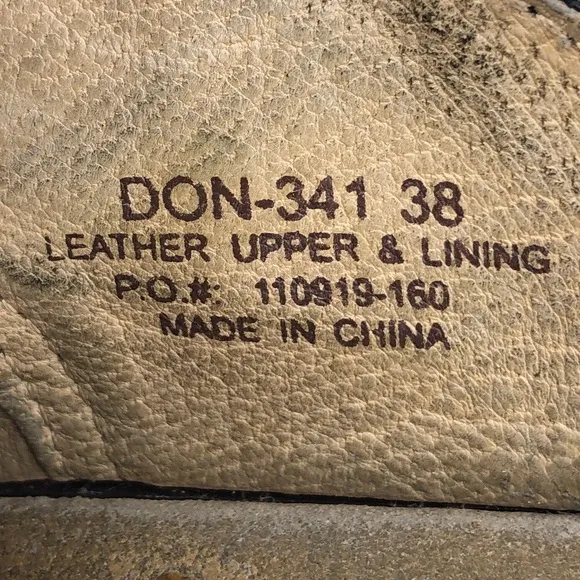 DON-341 38
LEATHER UPPER & LINING
P.O.#: 110919-160
MADE IN CHINA